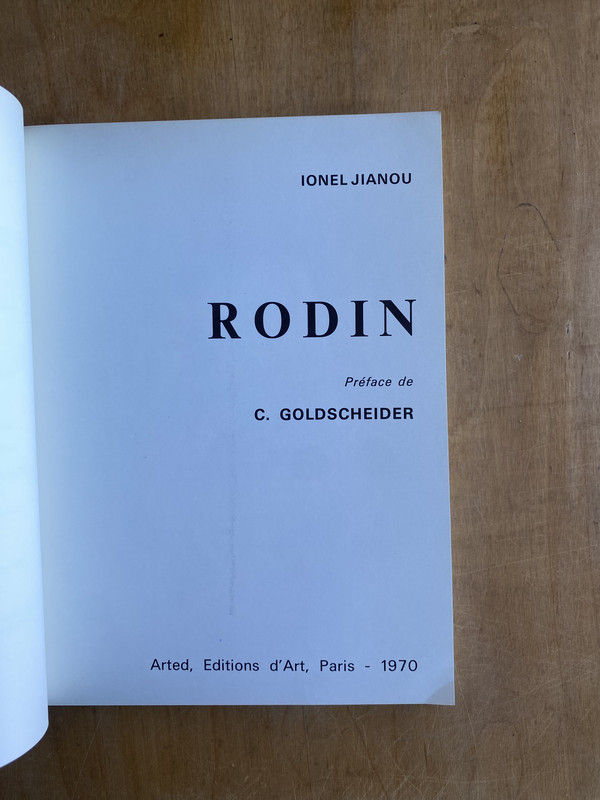 IONEL JIANOU
RODIN
Préface de
C. GOLDSCHEIDER
Arted, Editions d'Art, Paris - 1970